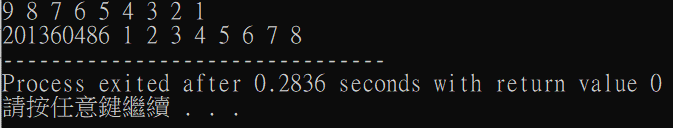 9 8 7 6 5 4 3 2 1
201360486 1 2 3 4 5 6 7 8
--------------------------------
Process exited after 0.2836 seconds with return value 0
請按任意鍵繼續 . . .